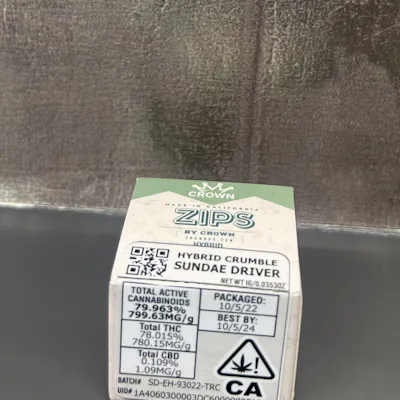 CROWN
MADE IN CALIFORNIA
ZIPS
BY CROWN
HYBRID
HYBRID CRUMBLE
SUNDAE DRIVER
NET WT 1G/0.03530Z
TOTAL ACTIVE
CANNABINOIDS
79.963%
799.63MG/g
Total THC
78.015%
780.15MG/g
Total CBD
0.109%
1.09MG/g
PACKAGED:
10/5/22
BEST BY:
10/5/24
CA
BATCH# SD-EH-93022-TRC
UID#